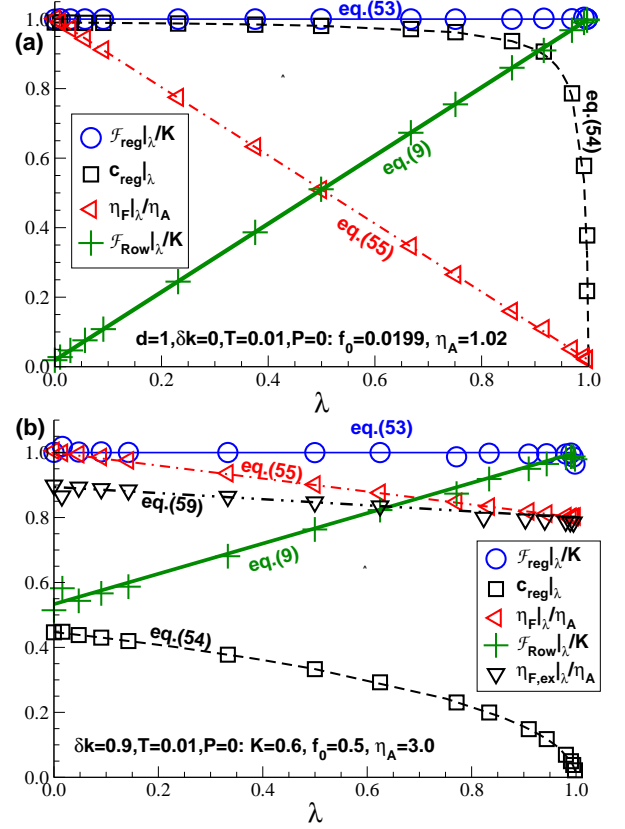 (a)
eq.(53)
1.0
0.8
0.6
0.4
0.2
0.0
ℱreg|λ/K
creg|λ
ηF|λ/ηA
ℱRow|λ/K
eq.(9)
eq.(54)
eq.(55)
d=1,δk=0,T=0.01,P=0: f0=0.0199, ηA=1.02
0.0 0.2 0.4 0.6 0.8 1.0
λ
(b)
eq.(53)
1.0
0.8
0.6
0.4
0.2
0.0
eq.(55)
eq.(59)
eq.(9)
eq.(54)
ℱreg|λ/K
creg|λ
ηF|λ/ηA
ℱRow|λ/K
ηF,ex|λ/ηA
δk=0.9,T=0.01,P=0: K=0.6, f0=0.5, ηA=3.0
0.0 0.2 0.4 0.6 0.8 1.0
λ